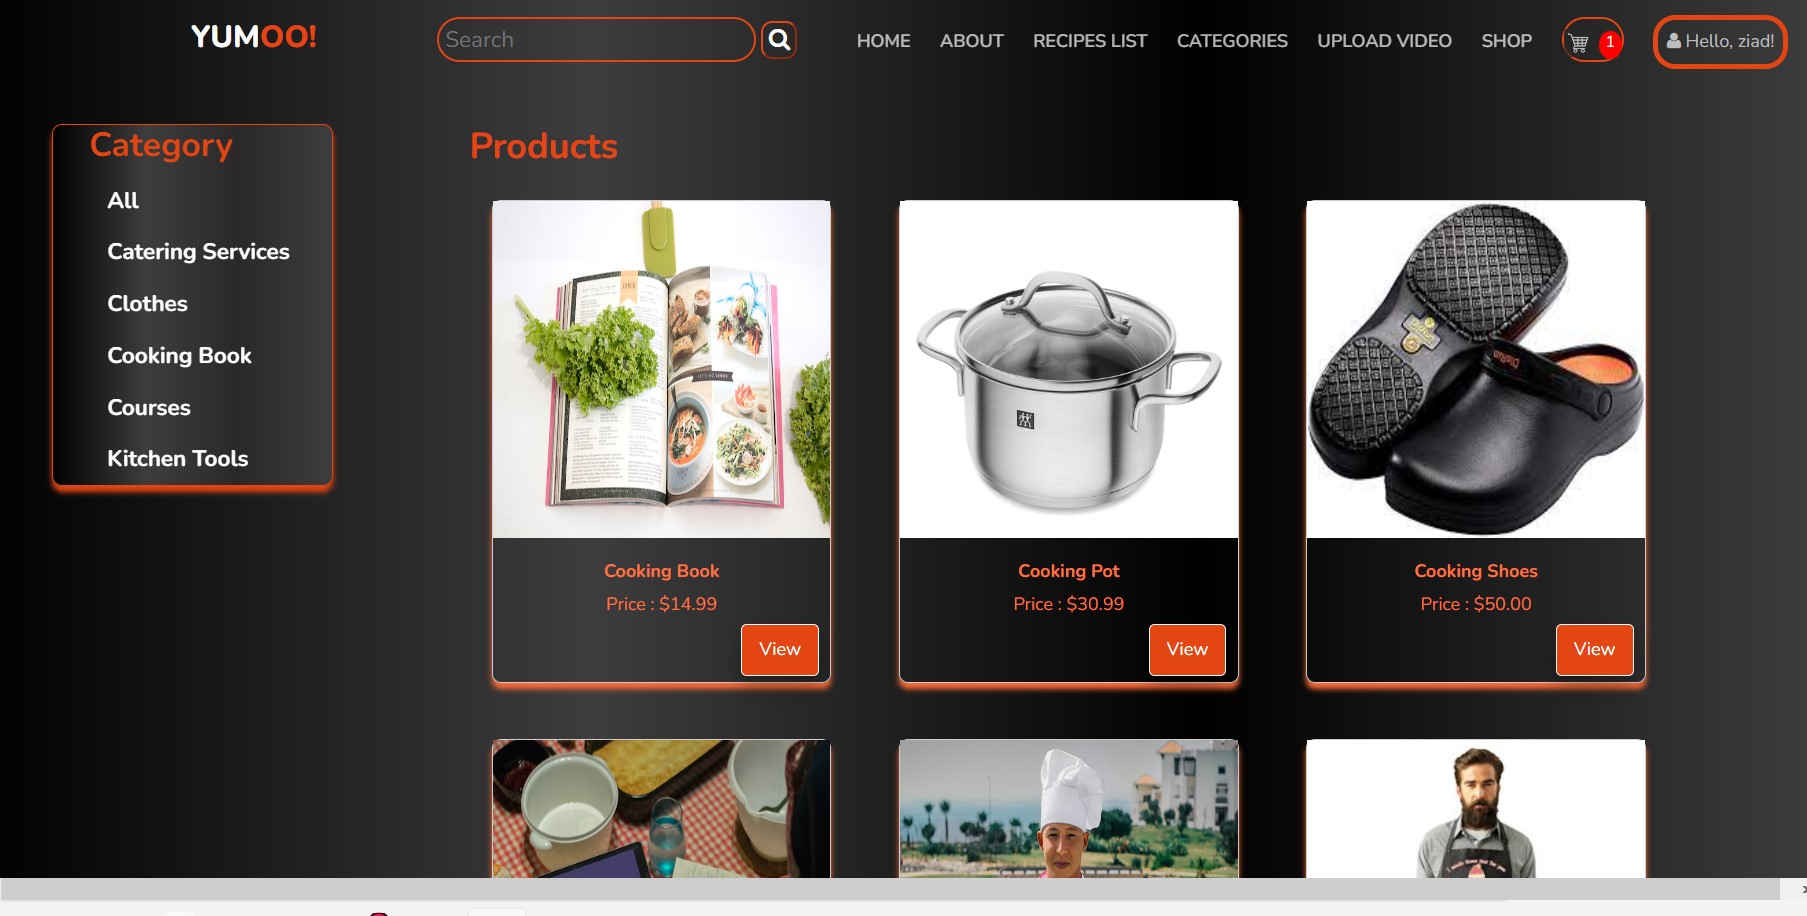 YUMOO!
Search
HOME
ABOUT
RECIPES LIST
CATEGORIES
UPLOAD VIDEO
SHOP
1
Hello, ziad!
Category
All
Catering Services
Clothes
Cooking Book
Courses
Kitchen Tools
Products
Cooking Book
Price : $14.99
View
Cooking Pot
Price : $30.99
View
Cooking Shoes
Price : $50.00
View